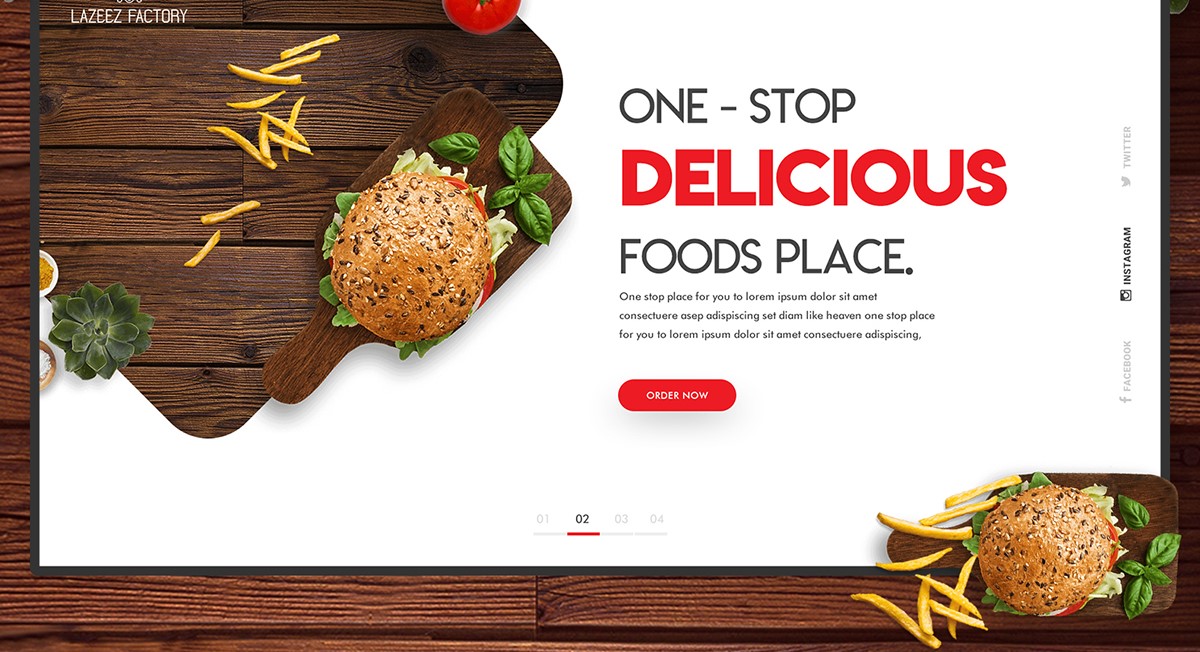 LAZEEZ FACTORY
ONE - STOP
DELICIOUS
FOODS PLACE.
One stop place for you to lorem ipsum dolor sit amet
consectuere asep adipiscing set diam like heaven one stop place
for you to lorem ipsum dolor sit amet consectuere adipiscing,
ORDER NOW
TWITTER
INSTAGRAM
FACEBOOK
01 02 03 04